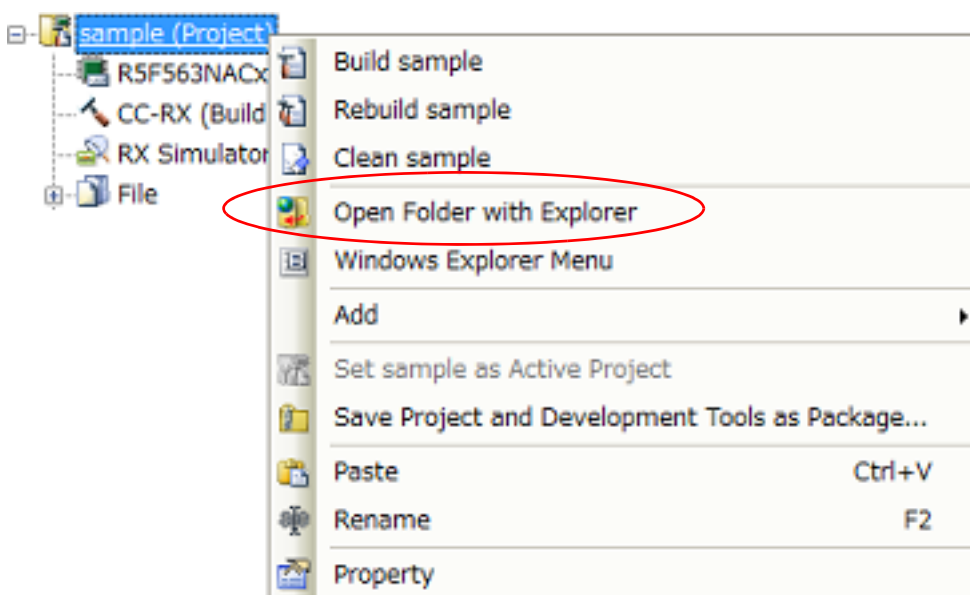 sample (Project)
R5F563NACx
CC-RX (Build
RX Simulator
File
Build sample
Rebuild sample
Clean sample
Open Folder with Explorer
Windows Explorer Menu
Add
Set sample as Active Project
Save Project and Development Tools as Package...
Paste Ctrl+V
Rename F2
Property